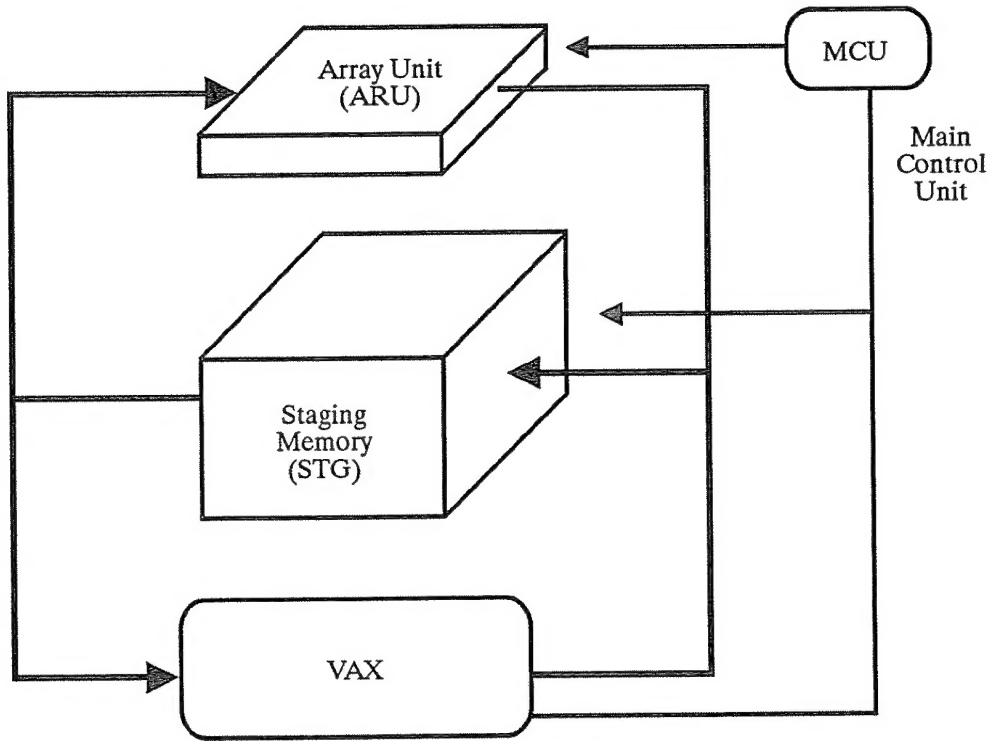 Array Unit
(ARU)
MCU
Main
Control
Unit
Staging
Memory
(STG)
VAX